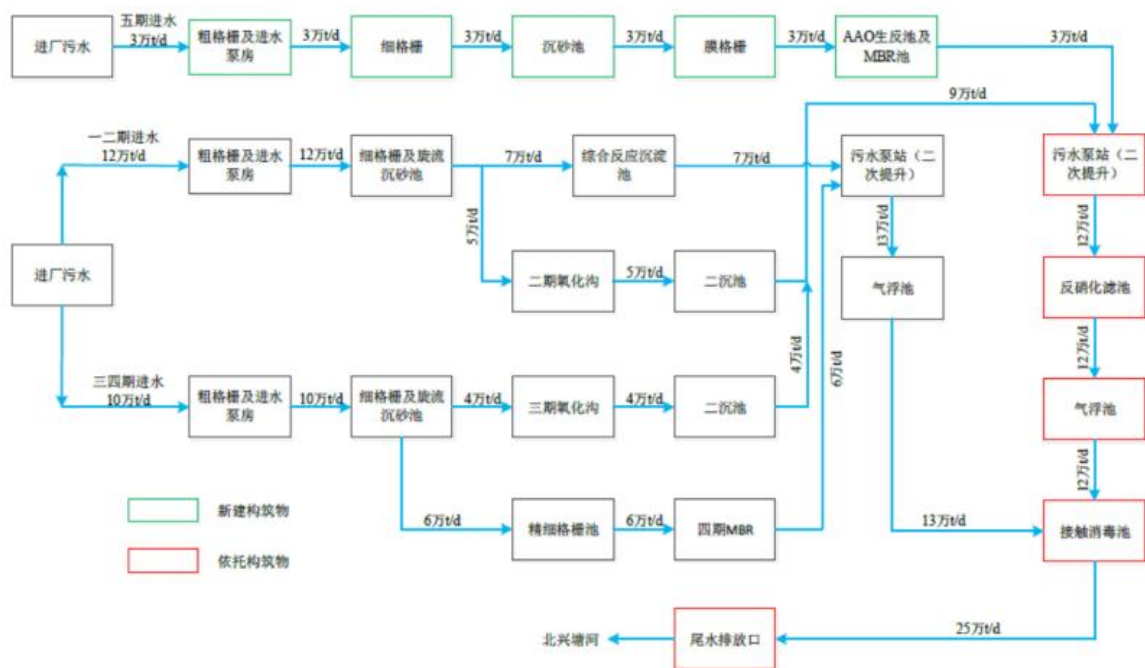 五期进水
进厂污水
3万t/d
粗格栅及进水
泵房
3万t/d
细格栅
3万t/d
沉砂池
3万t/d
膜格栅
3万t/d
AAO生反池及
MBR池
3万t/d
9万t/d
一二期进水
12万t/d
粗格栅及进水
泵房
12万t/d
细格栅及旋流
沉砂池
7万t/d
综合反应沉淀
池
7万t/d
污水泵站（二
次提升）
污水泵站（二
次提升）
5万t/d
13万t/d
12万t/d
进厂污水
二期氧化沟
5万t/d
二沉池
气浮池
反硝化滤池
4万t/d
6万t/d
12万t/d
三四期进水
10万t/d
粗格栅及进水
泵房
10万t/d
细格栅及旋流
沉砂池
4万t/d
三期氧化沟
4万t/d
二沉池
气浮池
12万t/d
新建构筑物
6万t/d
精细格栅池
6万t/d
四期MBR
13万t/d
接触消毒池
依托构筑物
北兴塘河
尾水排放口
25万t/d